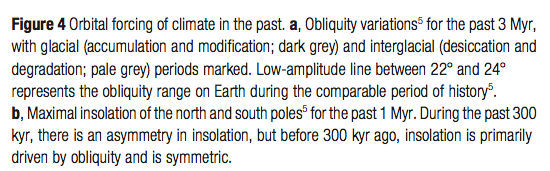 Figure 4 Orbital forcing of climate in the past. a, Obliquity variations⁵ for the past 3 Myr,
with glacial (accumulation and modification; dark grey) and interglacial (desiccation and
degradation; pale grey) periods marked. Low-amplitude line between 22° and 24°
represents the obliquity range on Earth during the comparable period of history⁵.
b, Maximal insolation of the north and south poles⁵ for the past 1 Myr. During the past 300
kyr, there is an asymmetry in insolation, but before 300 kyr ago, insolation is primarily
driven by obliquity and is symmetric.